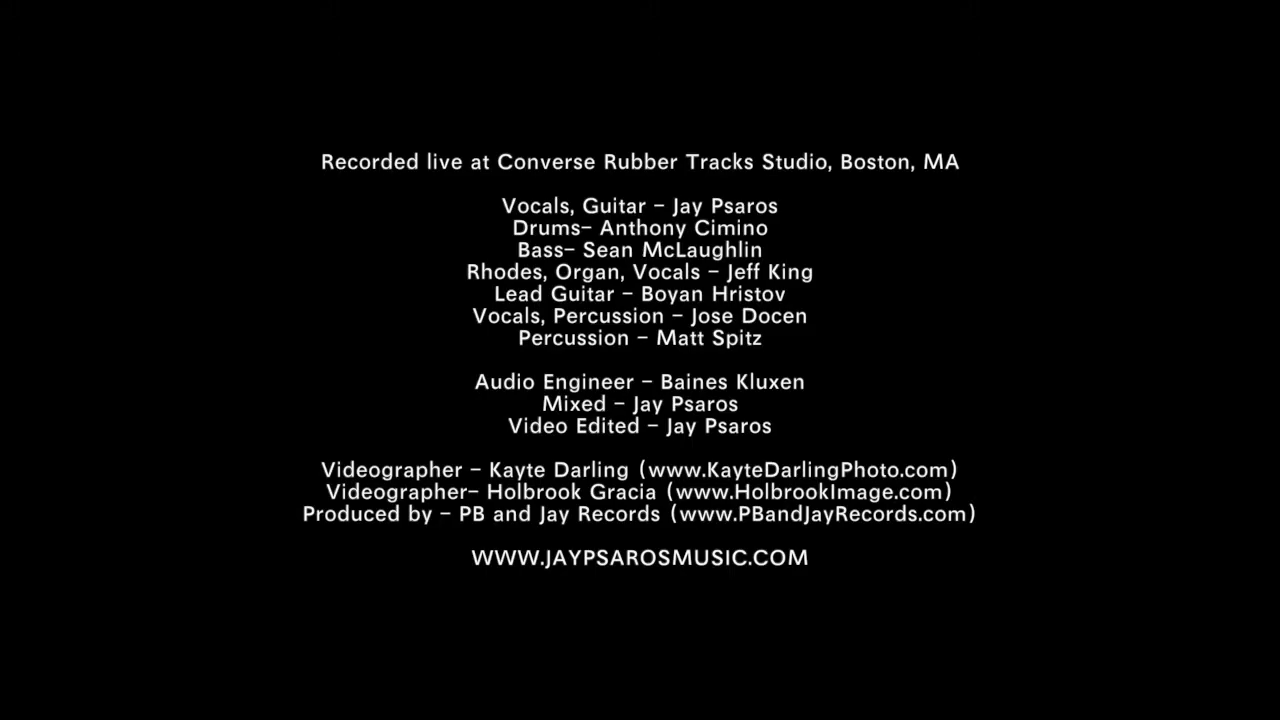 Recorded live at Converse Rubber Tracks Studio, Boston, MA
Vocals, Guitar - Jay Psaros
Drums- Anthony Cimino
Bass- Sean McLaughlin
Rhodes, Organ, Vocals - Jeff King
Lead Guitar - Boyan Hristov
Vocals, Percussion - Jose Docen
Percussion - Matt Spitz
Audio Engineer - Baines Kluxen
Mixed - Jay Psaros
Video Edited - Jay Psaros
Videographer - Kayte Darling (www.KayteDarlingPhoto.com)
Videographer- Holbrook Gracia (www.HolbrookImage.com)
Produced by - PB and Jay Records (www.PBandJayRecords.com)
WWW.JAYPSAROSMUSIC.COM